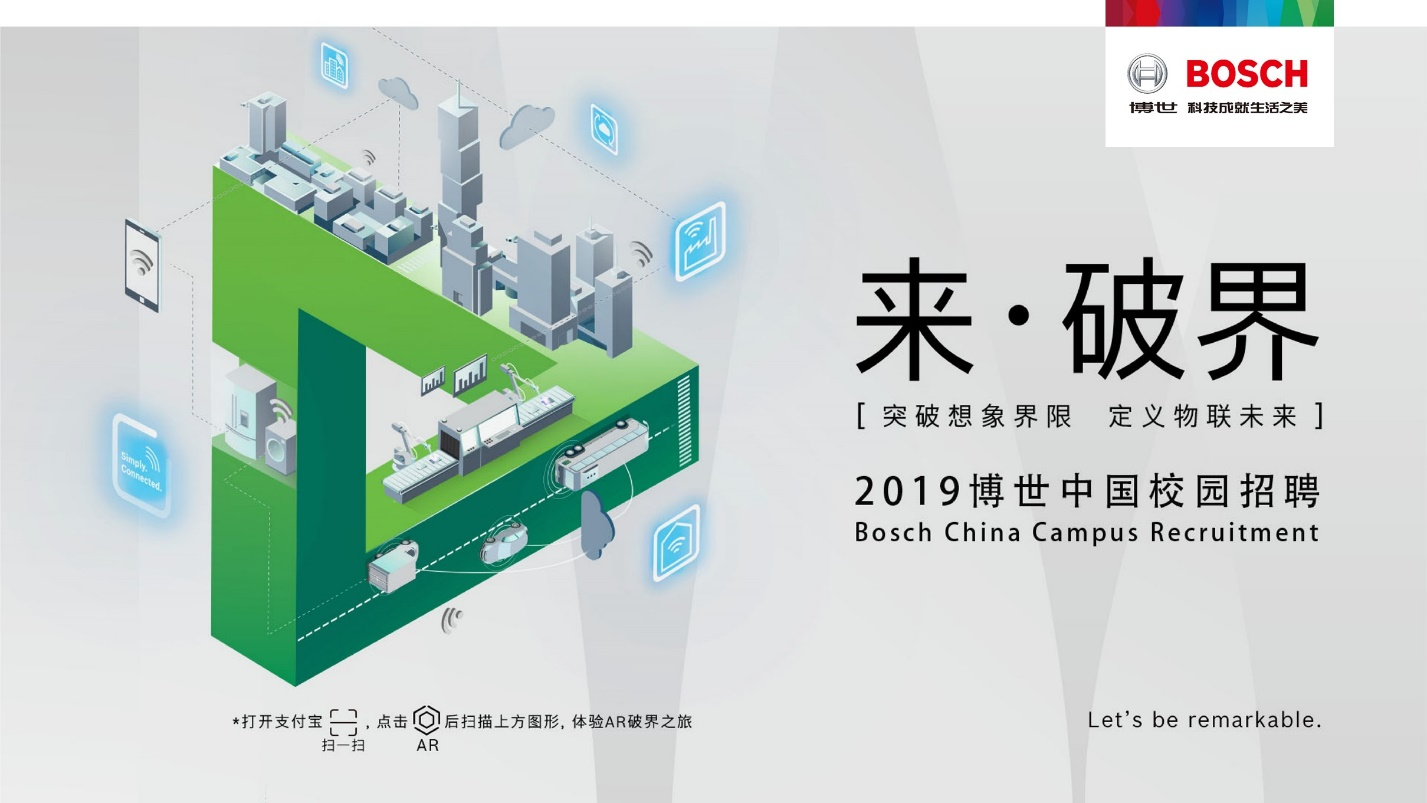 BOSCH
博世 科技成就生活之美
来·破界
[ 突破想象界限 定义物联未来 ]
2019博世中国校园招聘
Bosch China Campus Recruitment
Simply.
Connected.
*打开支付宝 , 点击 后扫描上方图形, 体验AR破界之旅
扫一扫 AR
Let's be remarkable.